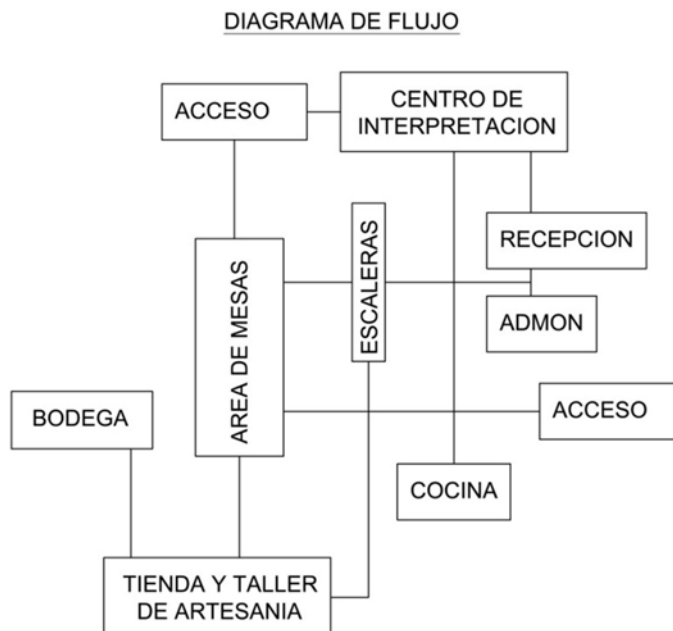 DIAGRAMA DE FLUJO
ACCESO
CENTRO DE
INTERPRETACION
RECEPCION
ESCALERAS
AREA DE MESAS
ADMON
BODEGA
ACCESO
COCINA
TIENDA Y TALLER
DE ARTESANIA